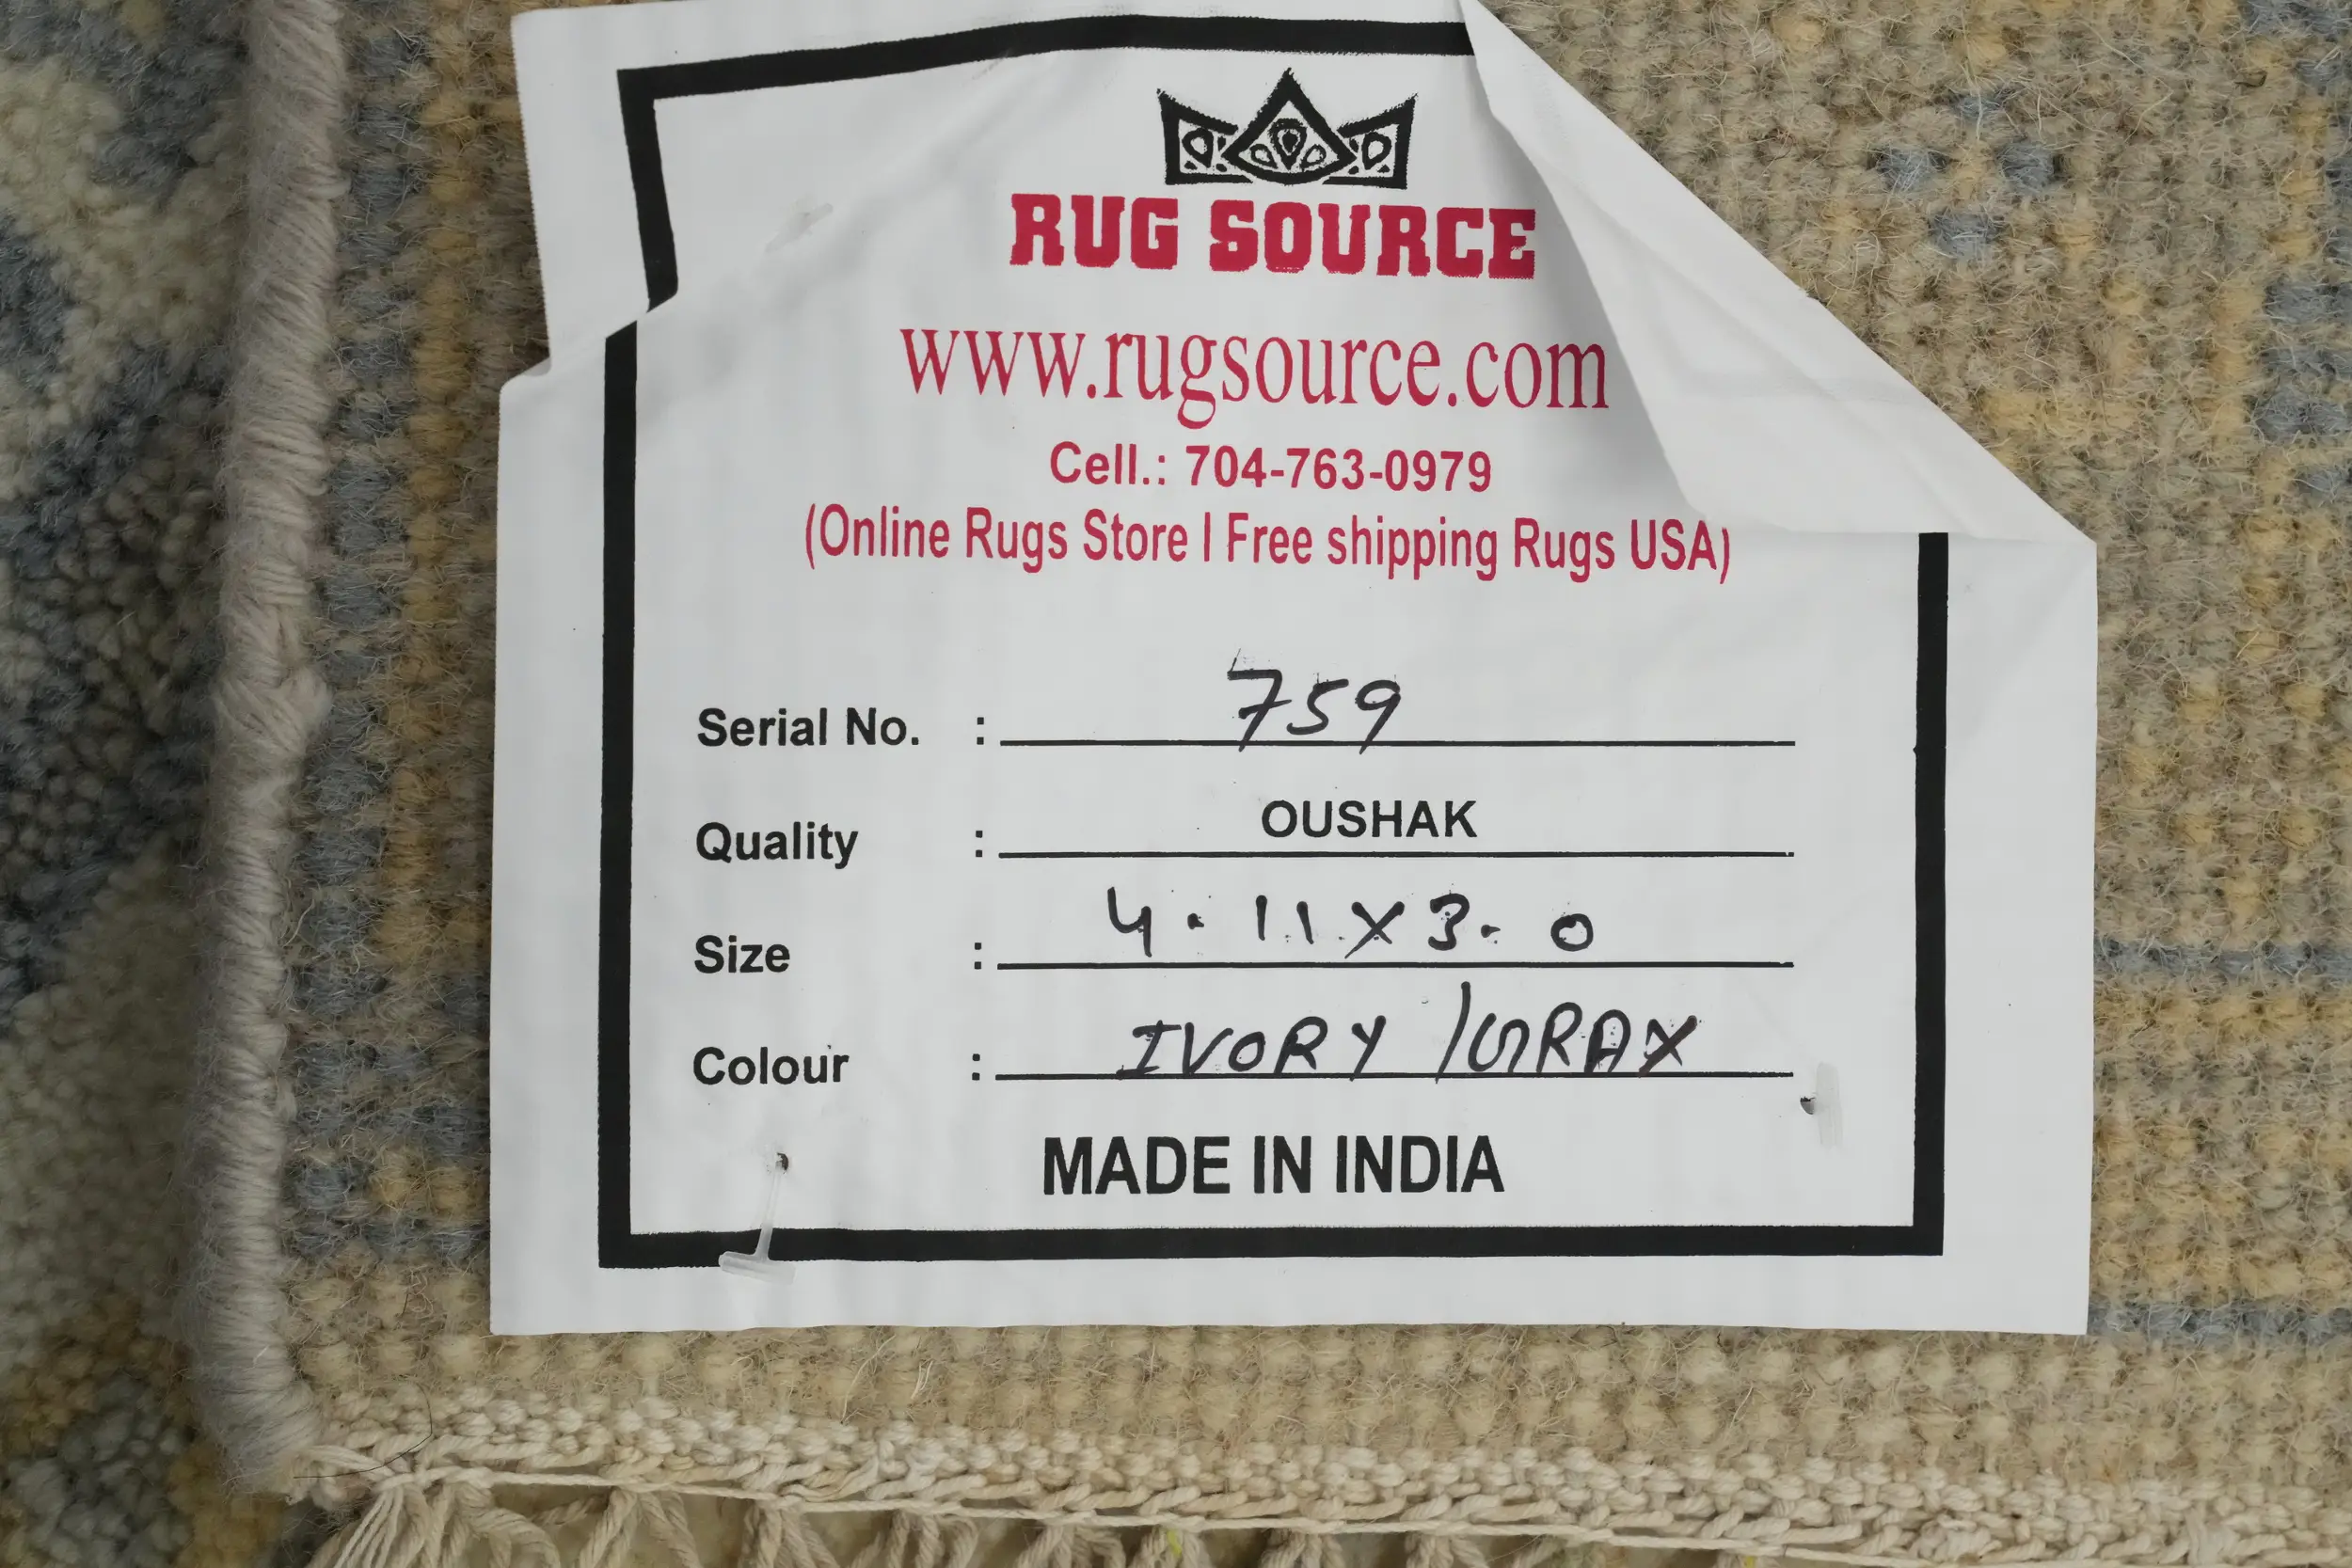 RUG SOURCE
www.rugsource.com
Cell.: 704-763-0979
(Online Rugs Store I Free shipping Rugs USA)
Serial No. : 759
Quality : OUSHAK
Size : 4.11X3.0
Colour : IVORY /GRAY
MADE IN INDIA